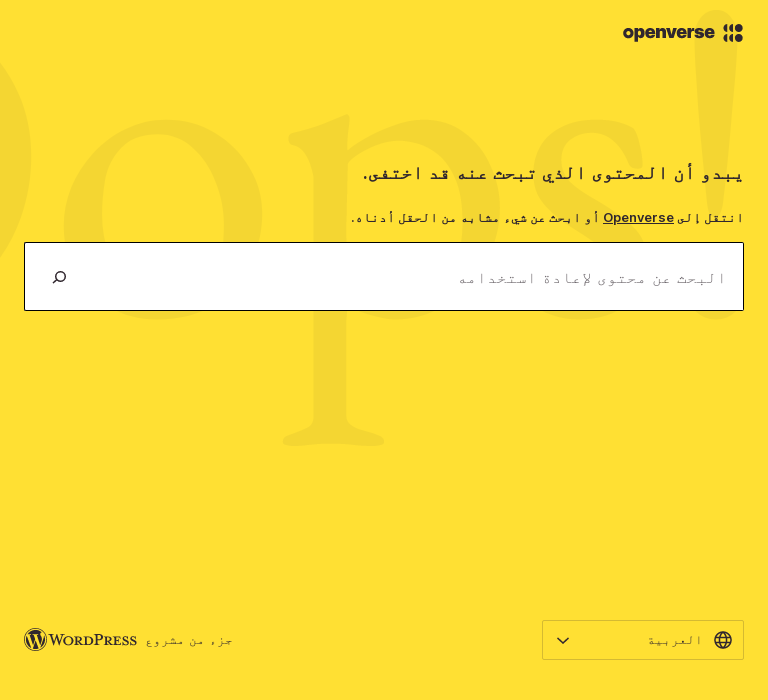 openverse
Oops!
يبدو أن المحتوى الذي تبحث عنه قد اختفى.
انتقل إلى Openverse أو ابحث عن شيء مشابه من الحقل أدناه.
البحث عن محتوى لإعادة استخدامه
العربية
جزء من مشروع WORDPRESS